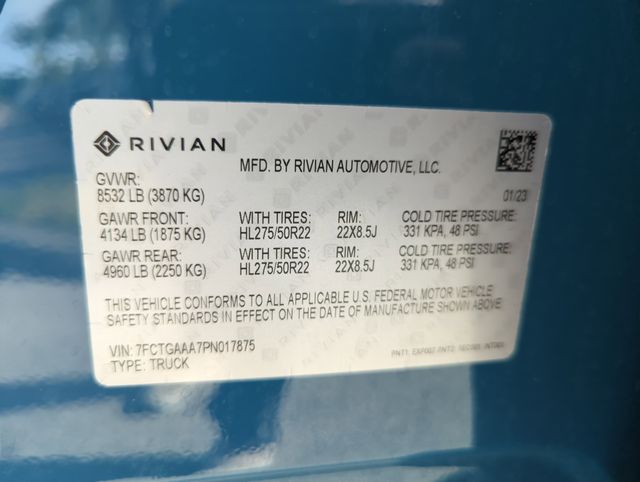 RIVIAN
MFD. BY RIVIAN AUTOMOTIVE, LLC.
GVWR:
8532 LB (3870 KG)
01/23
GAWR FRONT: WITH TIRES: RIM: COLD TIRE PRESSURE:
4134 LB (1875 KG) HL275/50R22 22X8.5J 331 KPA, 48 PSI
GAWR REAR: WITH TIRES: RIM: COLD TIRE PRESSURE:
4960 LB (2250 KG) HL275/50R22 22X8.5J 331 KPA, 48 PSI
THIS VEHICLE CONFORMS TO ALL APPLICABLE U.S. FEDERAL MOTOR VEHICLE
SAFETY STANDARDS IN EFFECT ON THE DATE OF MANUFACTURE SHOWN ABOVE.
VIN: 7FCTGAAA7PN017875
TYPE: TRUCK
PNT1: EXP002 PNT2: